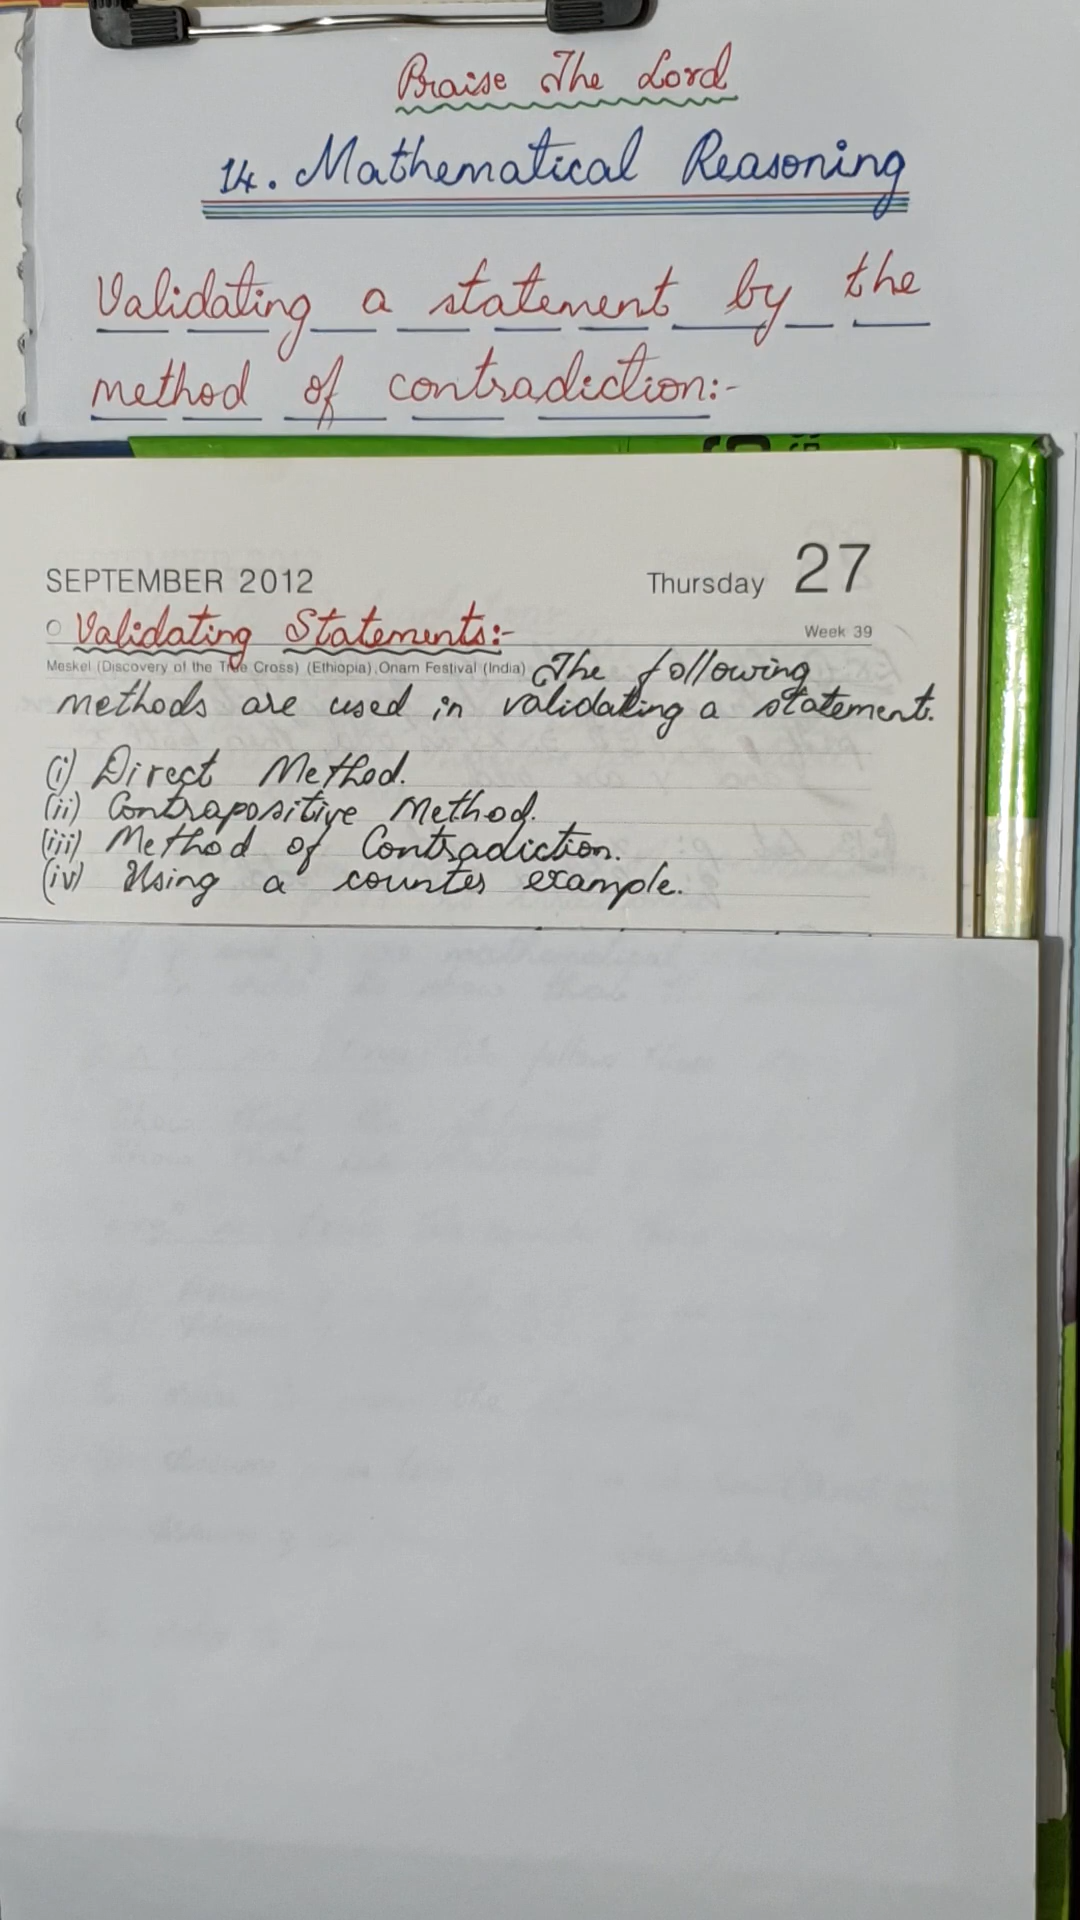 Praise The Lord
14. Mathematical Reasoning
Validating a statement by the
method of contradiction:-
SEPTEMBER 2012 Thursday 27
Validating Statements:- Week 39
Meskel (Discovery of the True Cross) (Ethiopia), Onam Festival (India) The following
methods are used in validating a statement.
(i) Direct Method.
(ii) Contrapositive Method.
(iii) Method of Contradiction.
(iv) Using a counter example.